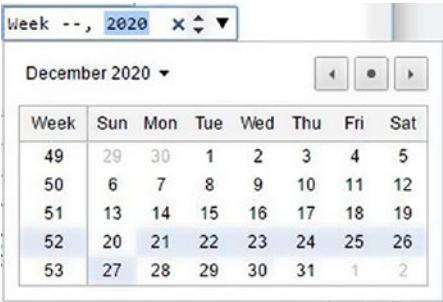 Week --, 2020
December 2020
Week Sun Mon Tue Wed Thu Fri Sat
49 29 30 1 2 3 4 5
50 6 7 8 9 10 11 12
51 13 14 15 16 17 18 19
52 20 21 22 23 24 25 26
53 27 28 29 30 31 1 2